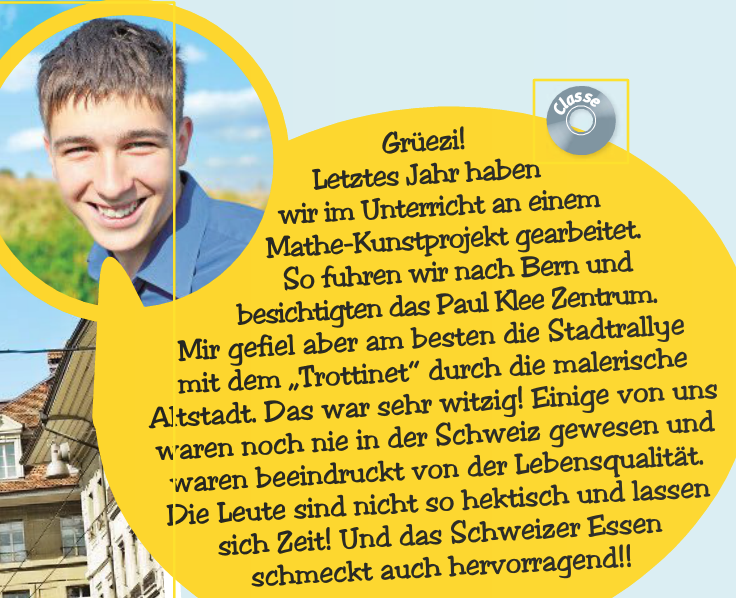 Classe
Grüezi!
Letztes Jahr haben
wir im Unterricht an einem
Mathe-Kunstprojekt gearbeitet.
So fuhren wir nach Bern und
besichtigten das Paul Klee Zentrum.
Mir gefiel aber am besten die Stadtrallye
mit dem „Trottinet“ durch die malerische
Altstadt. Das war sehr witzig! Einige von uns
waren noch nie in der Schweiz gewesen und
waren beeindruckt von der Lebensqualität.
Die Leute sind nicht so hektisch und lassen
sich Zeit! Und das Schweizer Essen
schmeckt auch hervorragend!!